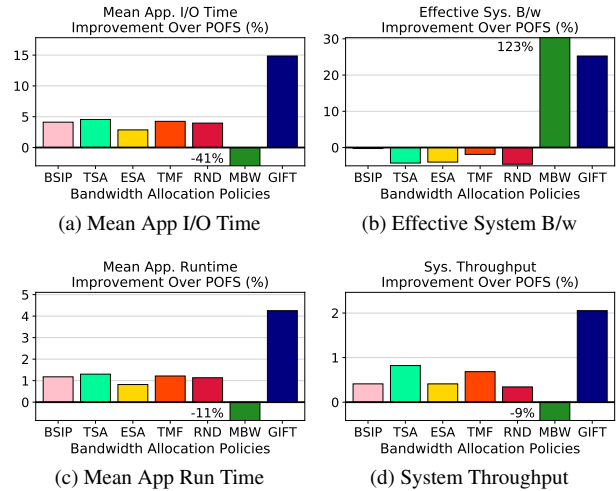 Mean App. I/O Time
Improvement Over POFS (%)
15
10
5
0
-41%
BSIP TSA ESA TMF RND MBW GIFT
Bandwidth Allocation Policies
(a) Mean App I/O Time
Effective Sys. B/w
Improvement Over POFS (%)
30
20
10
0
123%
BSIP TSA ESA TMF RND MBW GIFT
Bandwidth Allocation Policies
(b) Effective System B/w
Mean App. Runtime
Improvement Over POFS (%)
5
4
3
2
1
0
-11%
BSIP TSA ESA TMF RND MBW GIFT
Bandwidth Allocation Policies
(c) Mean App Run Time
Sys. Throughput
Improvement Over POFS (%)
2
1
0
-9%
BSIP TSA ESA TMF RND MBW GIFT
Bandwidth Allocation Policies
(d) System Throughput